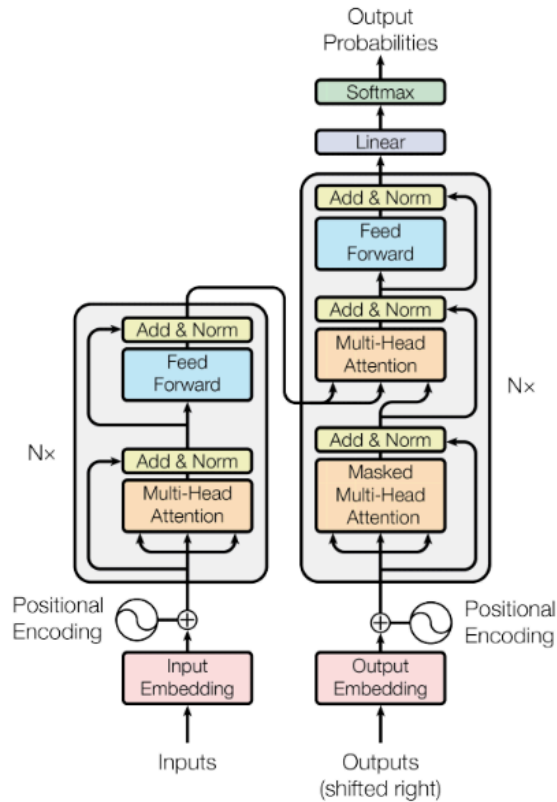 Output
Probabilities
Softmax
Linear
Add & Norm
Feed
Forward
Add & Norm
Multi-Head
Attention
Add & Norm
Masked
Multi-Head
Attention
N×
Positional
Encoding
Output
Embedding
Outputs
(shifted right)
Add & Norm
Feed
Forward
Add & Norm
Multi-Head
Attention
N×
Positional
Encoding
Input
Embedding
Inputs